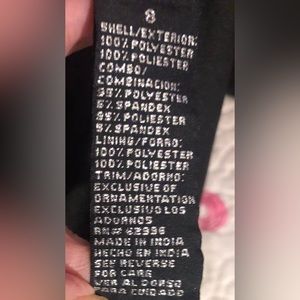 8
SHELL/EXTERIOR:
100% POLYESTER
100% POLIESTER
COMBO/
COMBINACION:
95% POLYESTER
5% SPANDEX
95% POLIESTER
5% SPANDEX
LINING/FORRO:
100% POLYESTER
100% POLIESTER
TRIM/ADORNO:
EXCLUSIVE OF
ORNAMENTATION
EXCLUSIVO LOS
ADORNOS
RN#
MADE IN INDIA
HECHO EN INDIA
SEE REVERSE
FOR CARE
VER AL DORSO
PARA CUIDADO